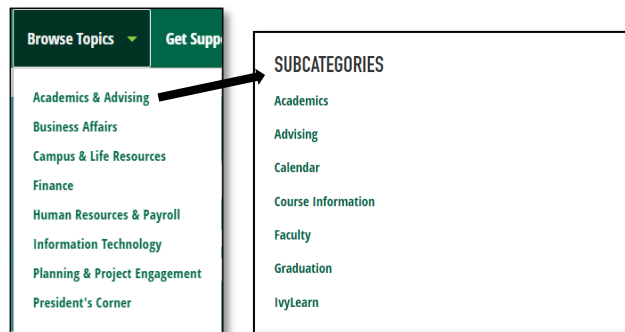 Browse Topics
Get Supp
Academics & Advising
Business Affairs
Campus & Life Resources
Finance
Human Resources & Payroll
Information Technology
Planning & Project Engagement
President's Corner
SUBCATEGORIES
Academics
Advising
Calendar
Course Information
Faculty
Graduation
IvyLearn